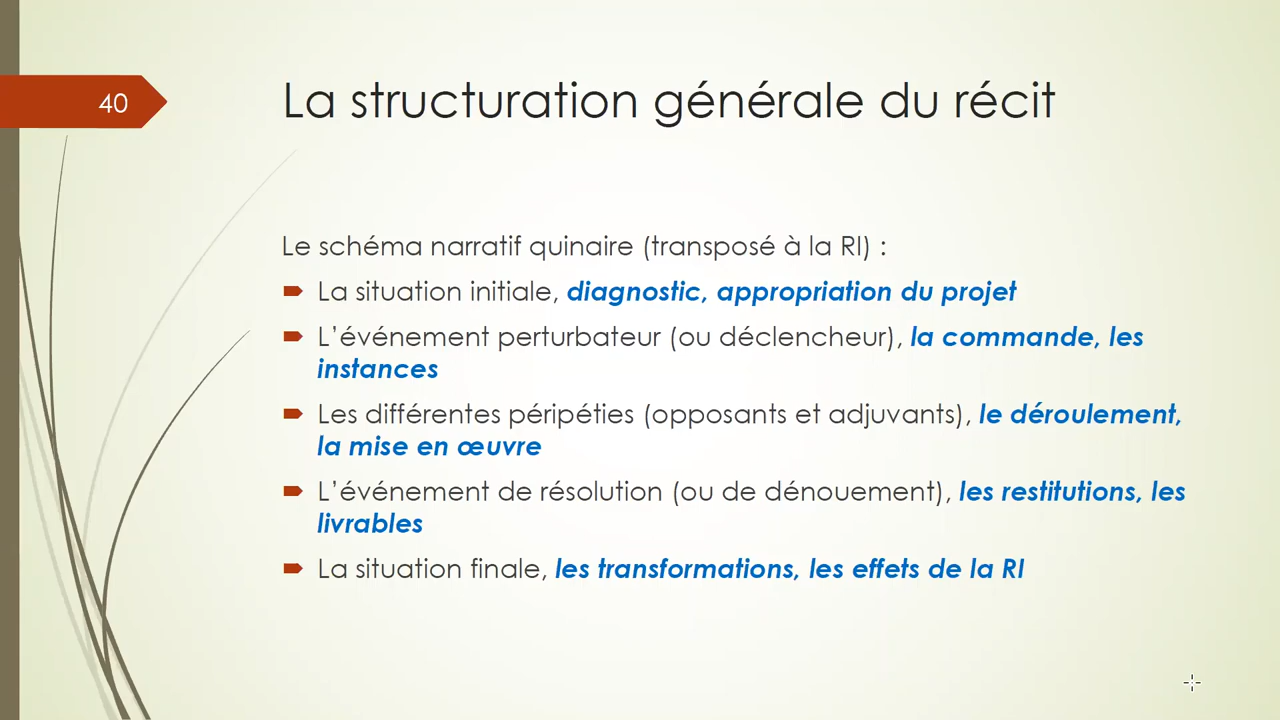 40
La structuration générale du récit
Le schéma narratif quinaire (transposé à la RI) :
La situation initiale, diagnostic, appropriation du projet
L'événement perturbateur (ou déclencheur), la commande, les
instances
Les différentes péripéties (opposants et adjuvants), le déroulement,
la mise en œuvre
L'événement de résolution (ou de dénouement), les restitutions, les
livrables
La situation finale, les transformations, les effets de la RI